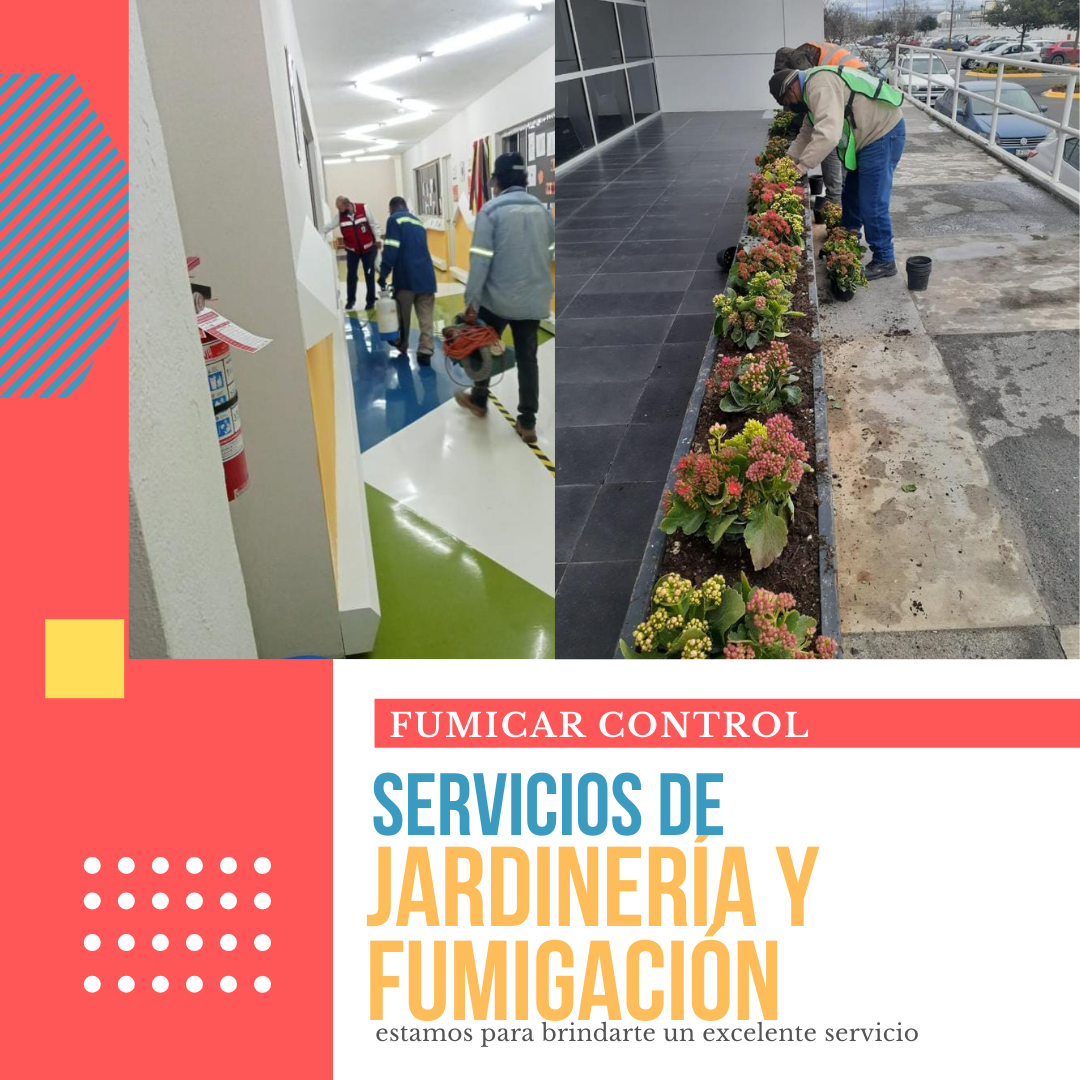 FUMICAR CONTROL
SERVICIOS DE
JARDINERÍA Y
FUMIGACIÓN
estamos para brindarte un excelente servicio